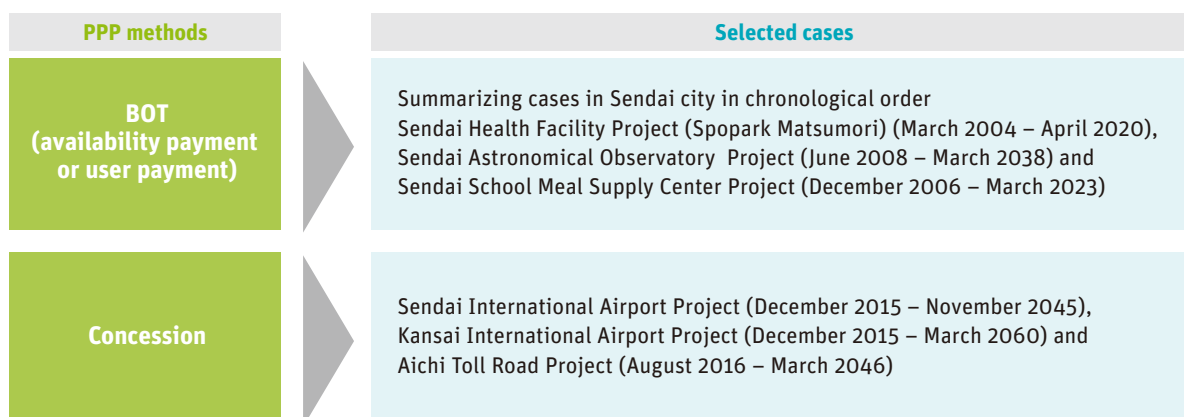 PPP methods
Selected cases
BOT
(availability payment
or user payment)
Summarizing cases in Sendai city in chronological order
Sendai Health Facility Project (Spopark Matsumori) (March 2004 – April 2020),
Sendai Astronomical Observatory Project (June 2008 – March 2038) and
Sendai School Meal Supply Center Project (December 2006 – March 2023)
Concession
Sendai International Airport Project (December 2015 – November 2045),
Kansai International Airport Project (December 2015 – March 2060) and
Aichi Toll Road Project (August 2016 – March 2046)